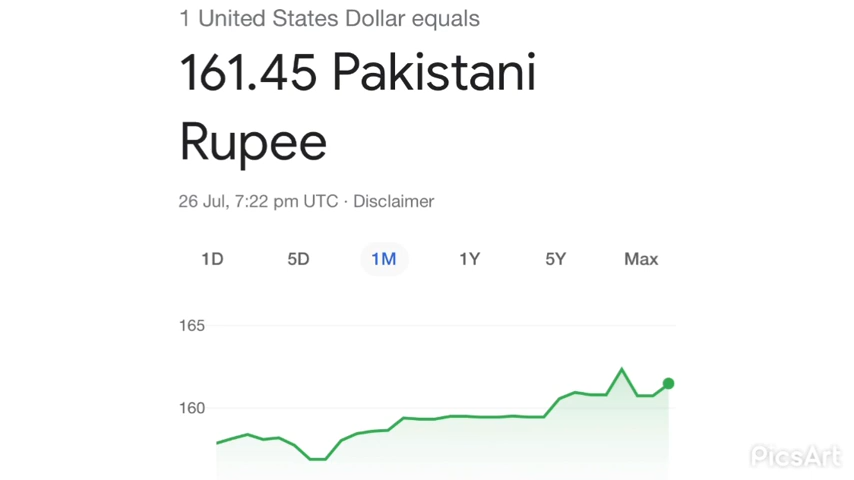 1 United States Dollar equals
161.45 Pakistani
Rupee
26 Jul, 7:22 pm UTC · Disclaimer
1D 5D 1M 1Y 5Y Max
165
160
PicsArt